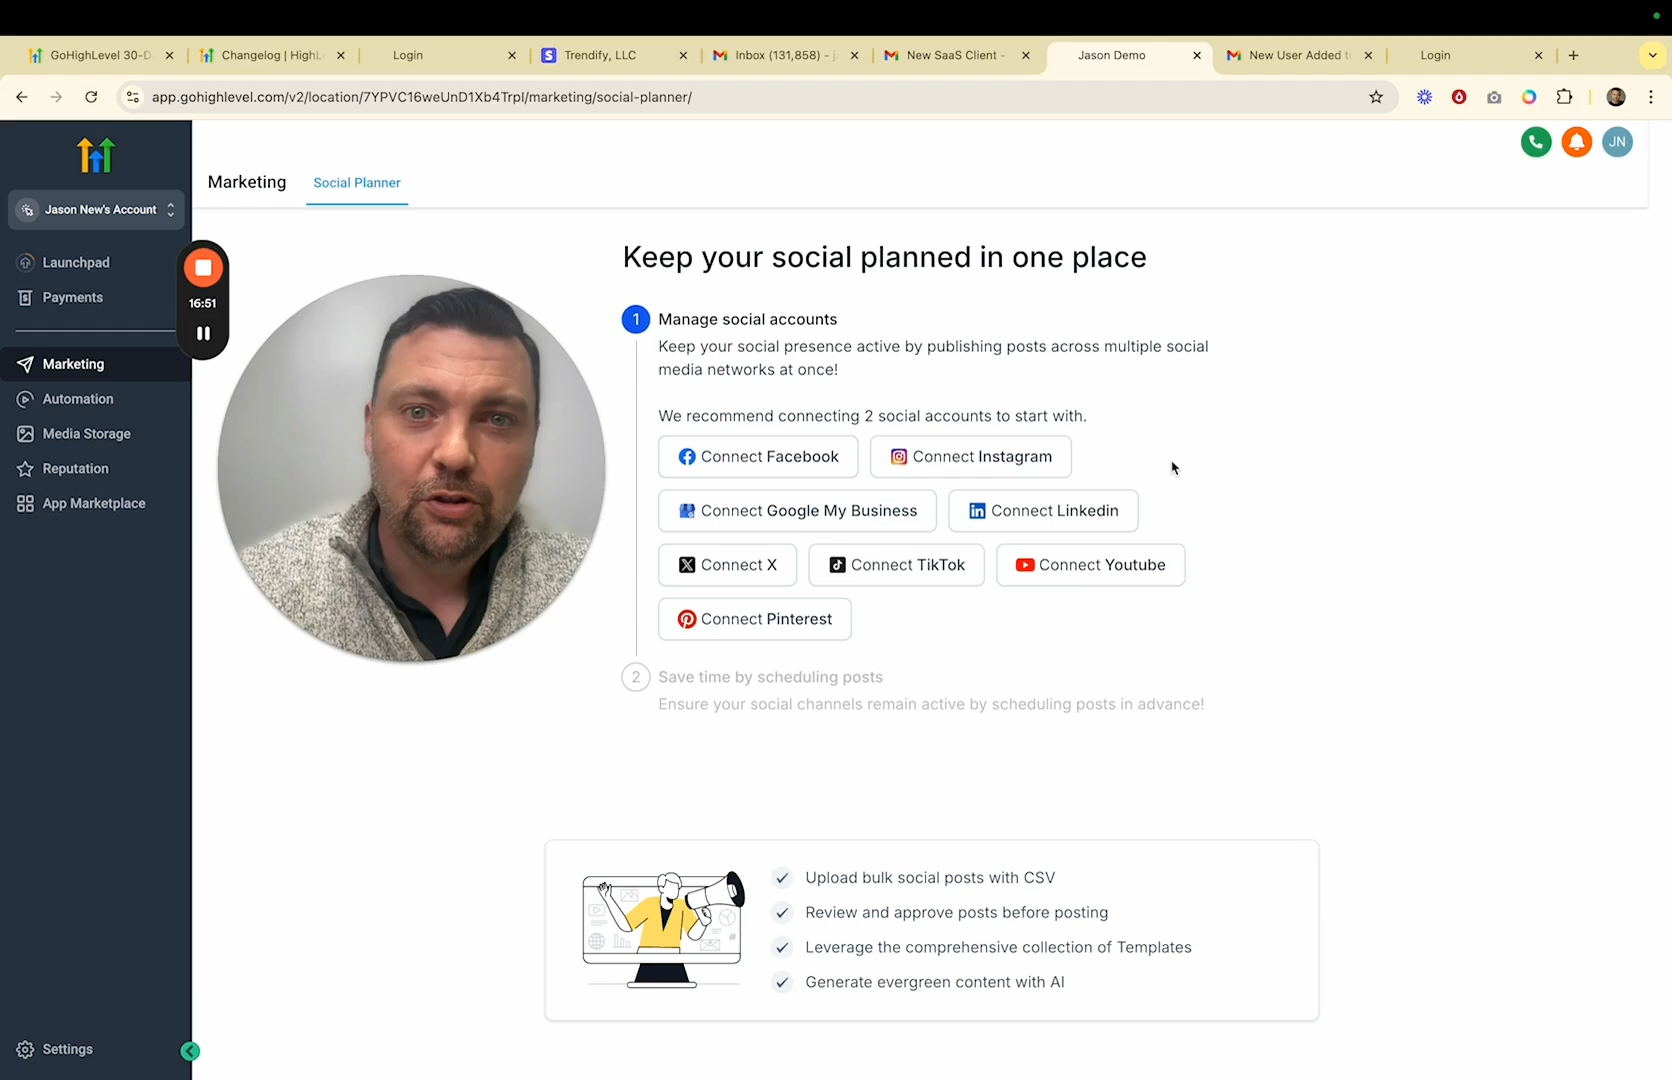 GoHighLevel 30-D
Changelog | HighL
Login
Trendify, LLC
Inbox (131,858) - j
New SaaS Client -
Jason Demo
New User Added to
Login
app.gohighlevel.com/v2/location/7YPVC16weUnD1Xb4Trpl/marketing/social-planner/
JN
Marketing
Social Planner
Jason New's Account
Launchpad
Payments
16:51
Marketing
Automation
Media Storage
Reputation
App Marketplace
Settings
Keep your social planned in one place
1 Manage social accounts
Keep your social presence active by publishing posts across multiple social
media networks at once!
We recommend connecting 2 social accounts to start with.
Connect Facebook
Connect Instagram
Connect Google My Business
Connect Linkedin
Connect X
Connect TikTok
Connect Youtube
Connect Pinterest
2 Save time by scheduling posts
Ensure your social channels remain active by scheduling posts in advance!
Upload bulk social posts with CSV
Review and approve posts before posting
Leverage the comprehensive collection of Templates
Generate evergreen content with AI